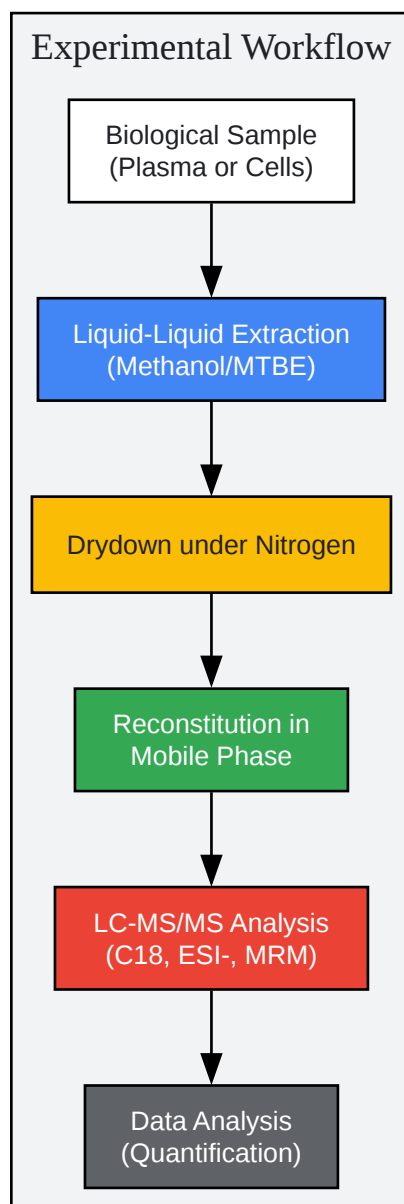 Experimental Workflow
Biological Sample
(Plasma or Cells)
Liquid-Liquid Extraction
(Methanol/MTBE)
Drydown under Nitrogen
Reconstitution in
Mobile Phase
LC-MS/MS Analysis
(C18, ESI-, MRM)
Data Analysis
(Quantification)